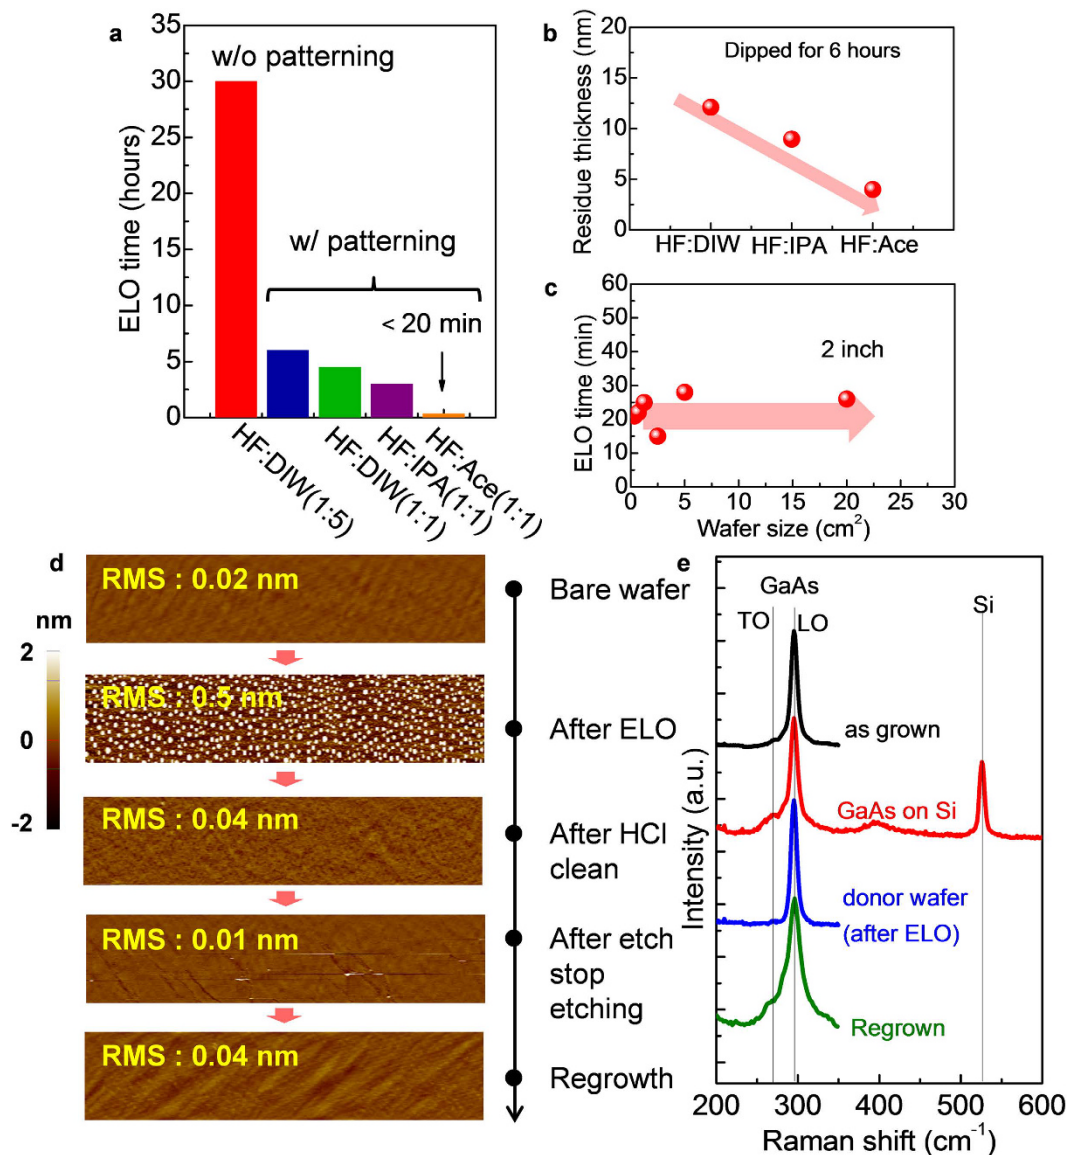 a
35
30
25
20
15
10
5
0
ELO time (hours)
w/o patterning
w/ patterning
< 20 min
HF:DIW(1:5)
HF:DIW(1:1)
HF:IPA(1:1)
HF:Ace(1:1)
b
20
15
10
5
0
Residue thickness (nm)
Dipped for 6 hours
HF:DIW
HF:IPA
HF:Ace
c
60
50
40
30
20
10
0
ELO time (min)
2 inch
0
5
10
15
20
25
30
Wafer size (cm²)
d
nm
2
0
-2
RMS : 0.02 nm
Bare wafer
RMS : 0.5 nm
After ELO
RMS : 0.04 nm
After HCl
clean
RMS : 0.01 nm
After etch
stop
etching
RMS : 0.04 nm
Regrowth
e
GaAs
TO
LO
Si
as grown
GaAs on Si
donor wafer
(after ELO)
Regrown
Intensity (a.u.)
200
300
400
500
600
Raman shift (cm⁻¹)